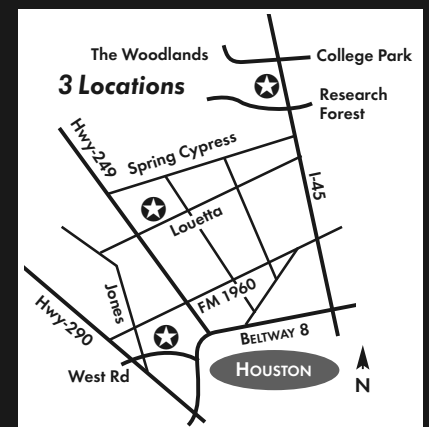 The Woodlands
College Park
3 Locations
Research
Forest
Hwy-249
Spring Cypress
I-45
Louetta
Jones
FM 1960
Hwy-290
BELTWAY 8
West Rd
HOUSTON
N